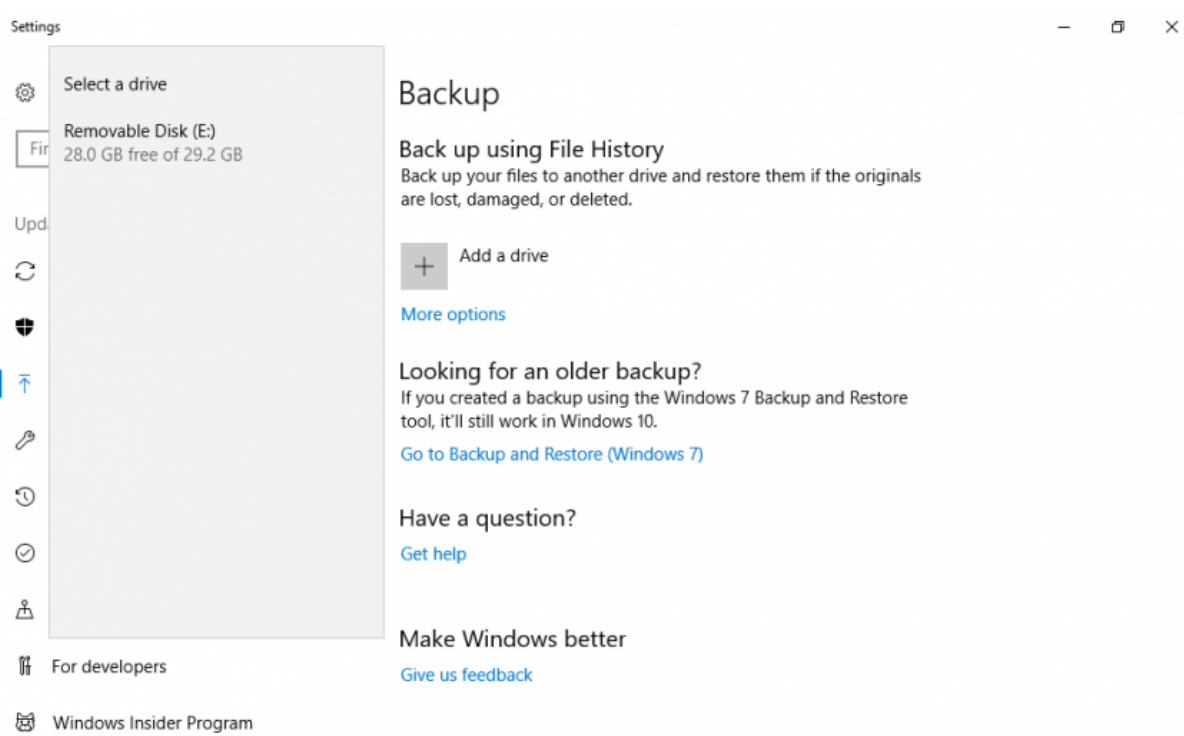 Settings
Select a drive
Removable Disk (E:)
28.0 GB free of 29.2 GB
Fir
Upd
For developers
Windows Insider Program
Backup
Back up using File History
Back up your files to another drive and restore them if the originals
are lost, damaged, or deleted.
Add a drive
More options
Looking for an older backup?
If you created a backup using the Windows 7 Backup and Restore
tool, it'll still work in Windows 10.
Go to Backup and Restore (Windows 7)
Have a question?
Get help
Make Windows better
Give us feedback